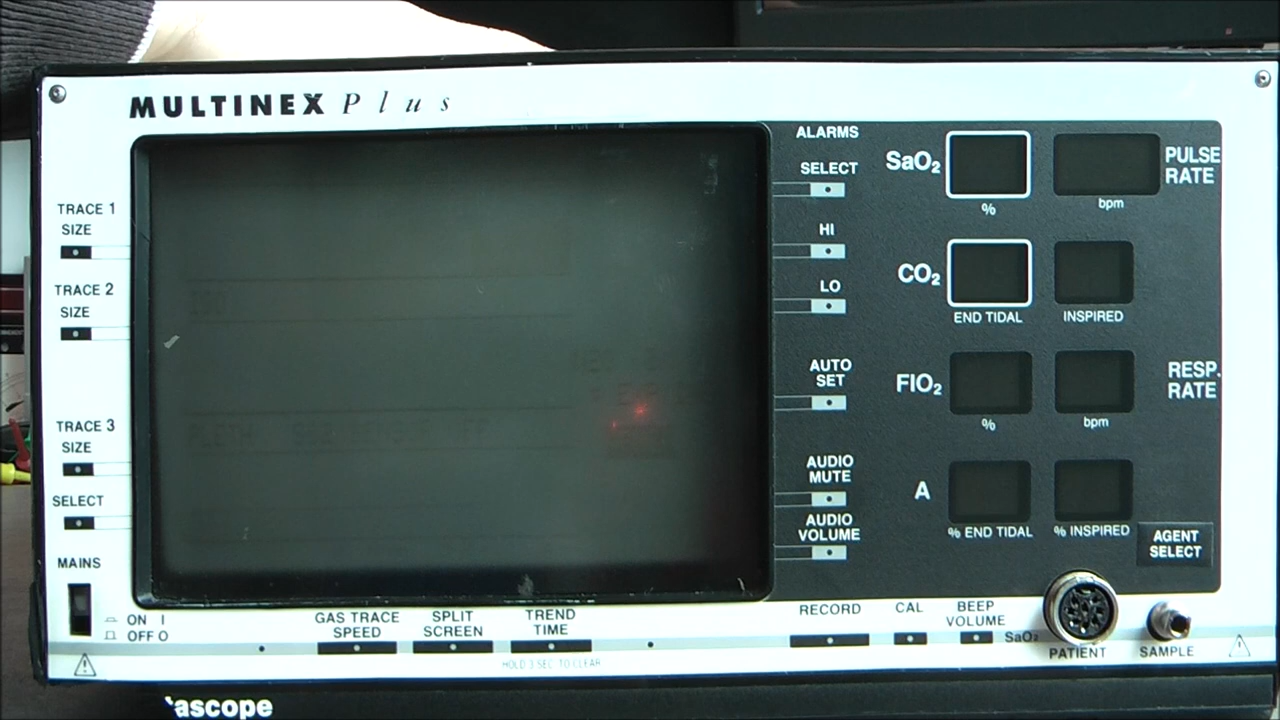 MULTINEX Plus
TRACE 1
SIZE
TRACE 2
SIZE
TRACE 3
SIZE
SELECT
MAINS
ON I
OFF O
ALARMS
SELECT
HI
LO
AUTO
SET
AUDIO
MUTE
AUDIO
VOLUME
SaO₂
%
PULSE
RATE
bpm
CO₂
END TIDAL
INSPIRED
FIO₂
%
RESP.
RATE
bpm
A
% END TIDAL
% INSPIRED
AGENT
SELECT
GAS TRACE
SPEED
SPLIT
SCREEN
TREND
TIME
HOLD 3 SEC TO CLEAR
RECORD
CAL
BEEP
VOLUME
SaO₂
PATIENT
SAMPLE
tascope